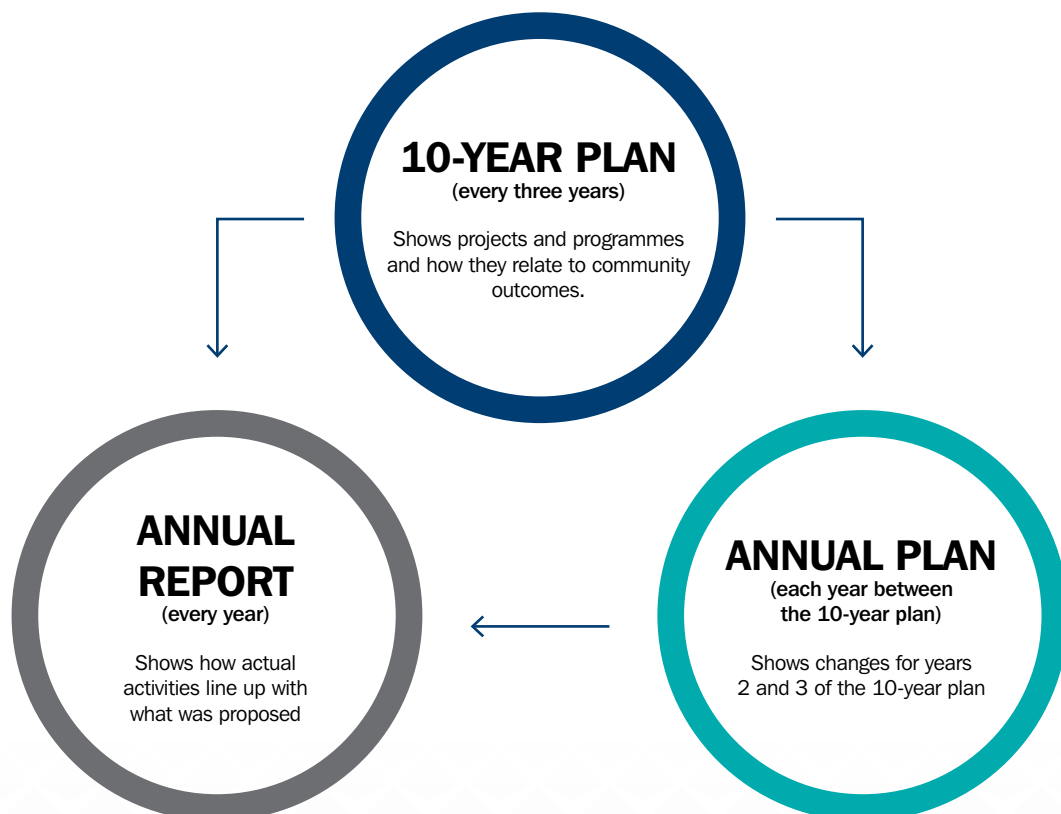 10-YEAR PLAN
(every three years)
Shows projects and programmes
and how they relate to community
outcomes.
ANNUAL
REPORT
(every year)
Shows how actual
activities line up with
what was proposed
ANNUAL PLAN
(each year between
the 10-year plan)
Shows changes for years
2 and 3 of the 10-year plan